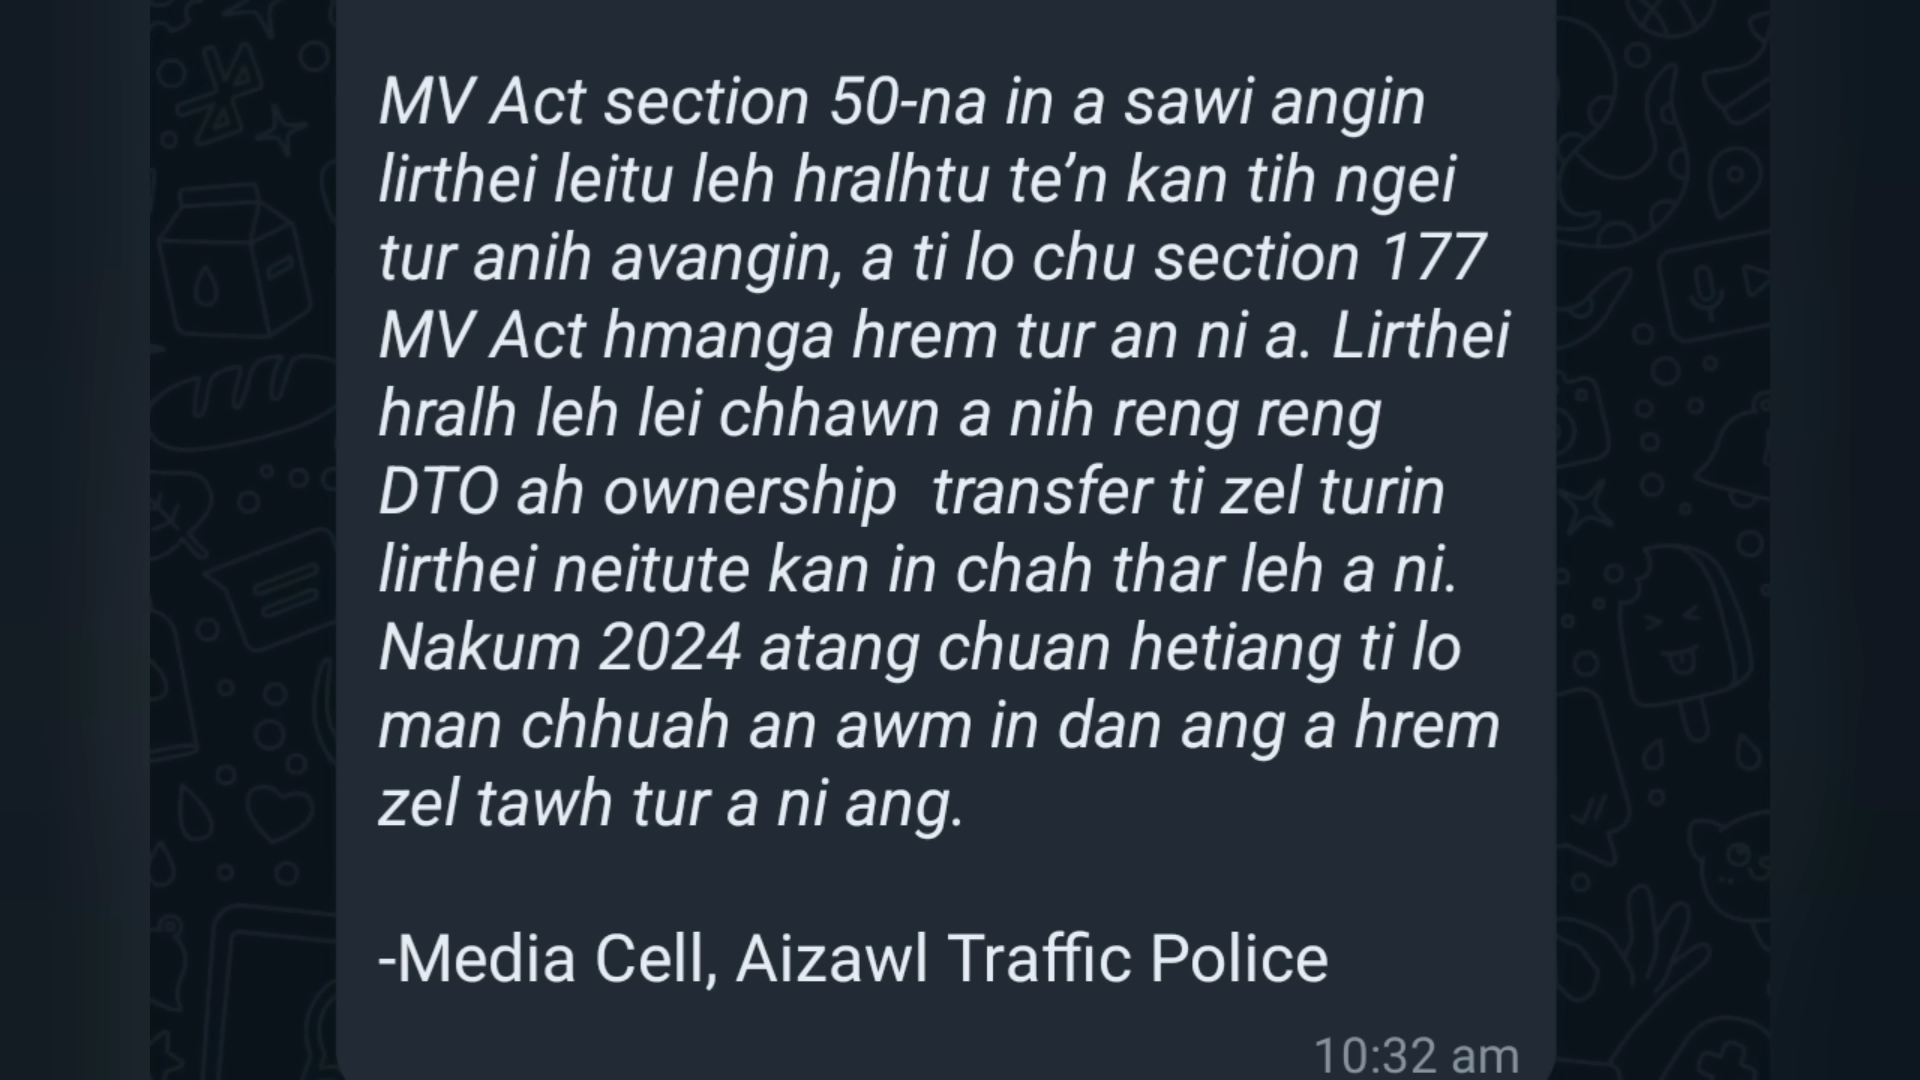 MV Act section 50-na in a sawi angin
lirthei leitu leh hralhtu te’n kan tih ngei
tur anih avangin, a ti lo chu section 177
MV Act hmanga hrem tur an ni a. Lirthei
hralh leh lei chhawn a nih reng reng
DTO ah ownership  transfer ti zel turin
lirthei neitute kan in chah thar leh a ni.
Nakum 2024 atang chuan hetiang ti lo
man chhuah an awm in dan ang a hrem
zel tawh tur a ni ang.
-Media Cell, Aizawl Traffic Police
10:32 am